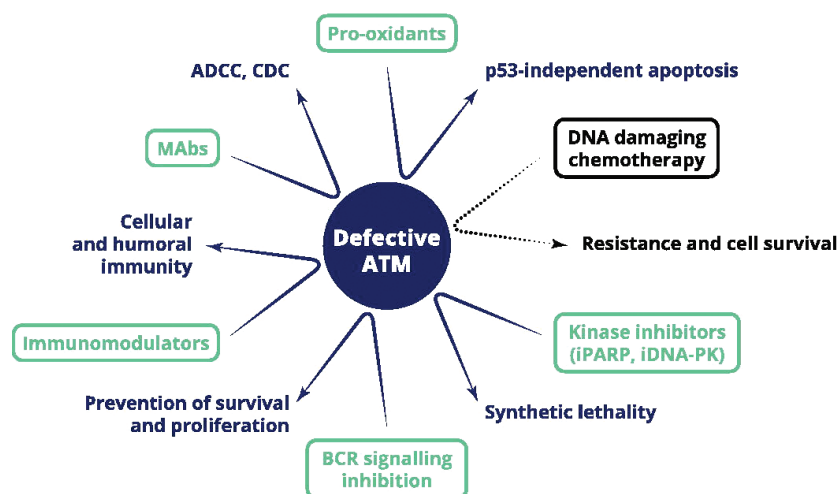 Pro-oxidants
ADCC, CDC
p53-independent apoptosis
MAbs
DNA damaging
chemotherapy
Cellular
and humoral
immunity
Defective
ATM
Resistance and cell survival
Immunomodulators
Kinase inhibitors
(iPARP, iDNA-PK)
Prevention of survival
and proliferation
Synthetic lethality
BCR signalling
inhibition